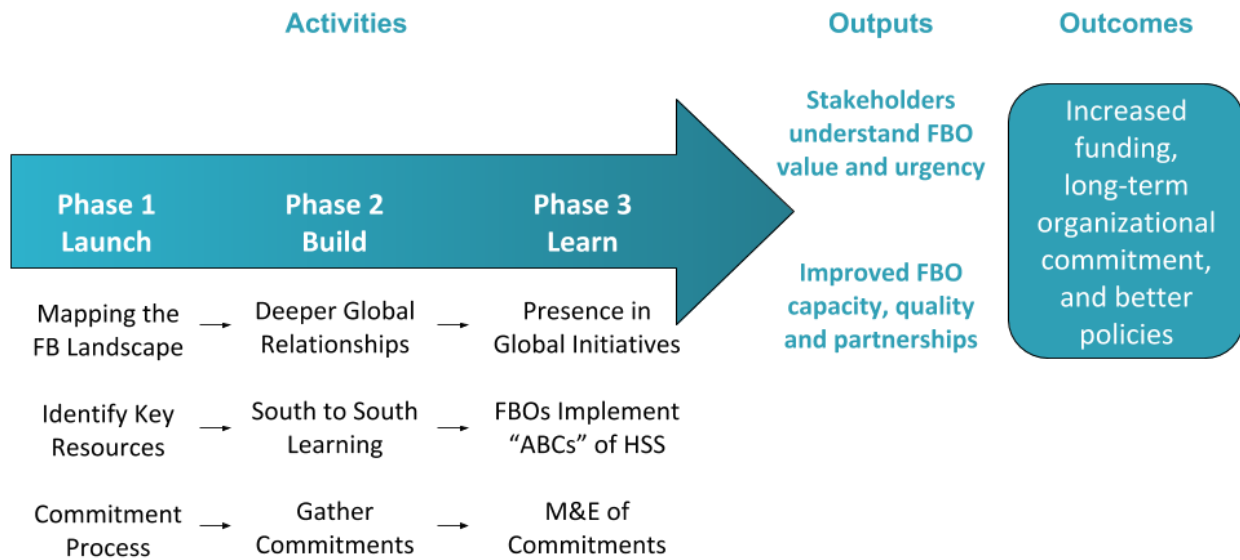 Activities
Outputs
Outcomes
Phase 1
Launch
Phase 2
Build
Phase 3
Learn
Stakeholders
understand FBO
value and urgency
Improved FBO
capacity, quality
and partnerships
Increased
funding,
long-term
organizational
commitment,
and better
policies
Mapping the
FB Landscape
Deeper Global
Relationships
Presence in
Global Initiatives
Identify Key
Resources
South to South
Learning
FBOs Implement
“ABCs” of HSS
Commitment
Process
Gather
Commitments
M&E of
Commitments